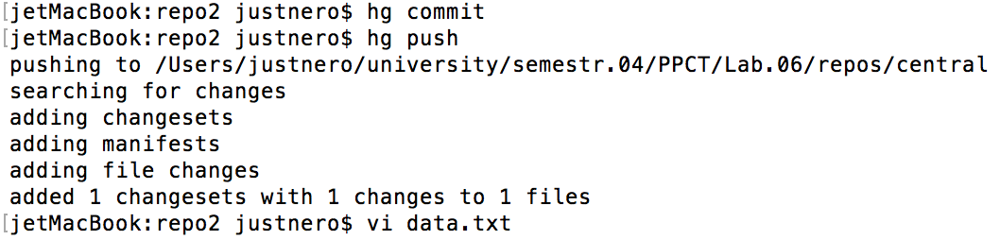 [jetMacBook:repo2 justnero$ hg commit
[jetMacBook:repo2 justnero$ hg push
pushing to /Users/justnero/university/semestr.04/PPCT/Lab.06/repos/central
searching for changes
adding changesets
adding manifests
adding file changes
added 1 changesets with 1 changes to 1 files
[jetMacBook:repo2 justnero$ vi data.txt